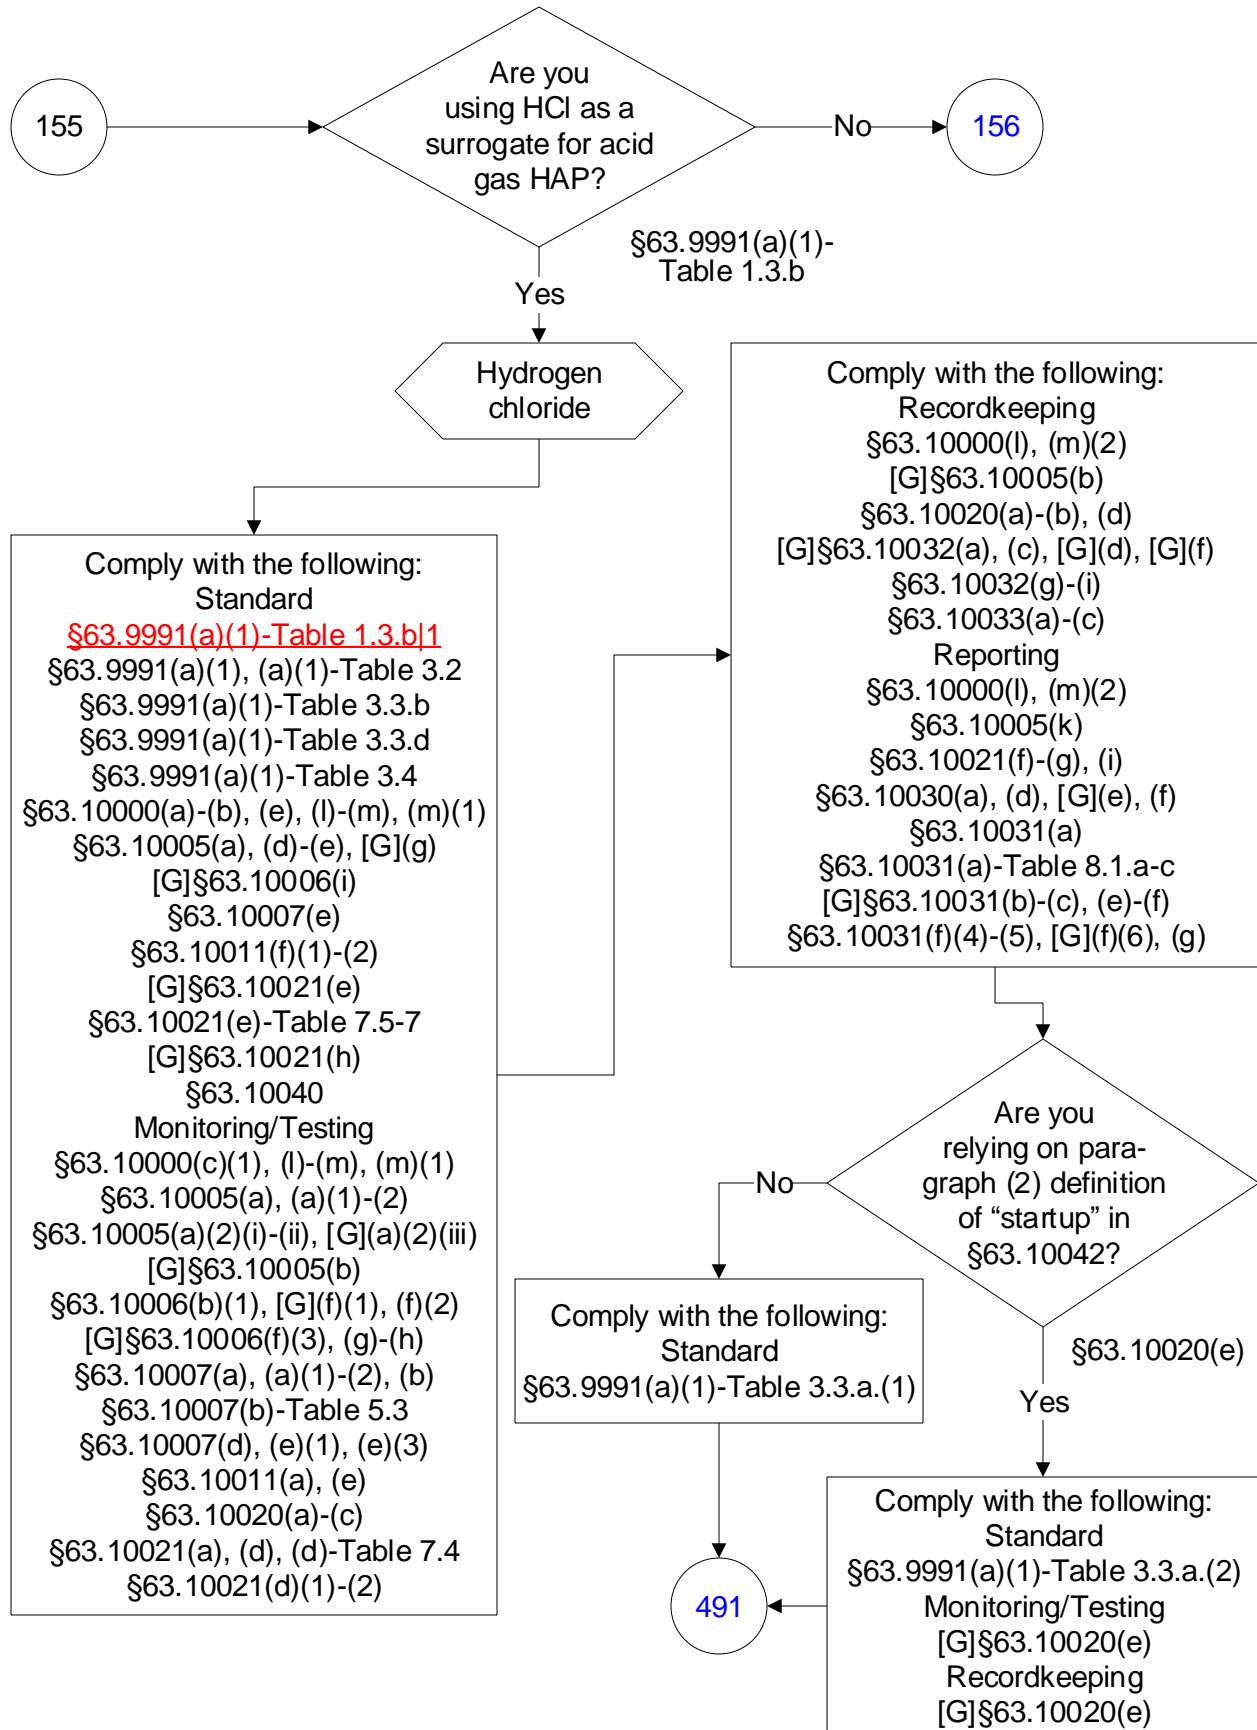 155
Are you
using HCl as a
surrogate for acid
gas HAP?
No
156
§63.9991(a)(1)-
Table 1.3.b
Yes
Hydrogen
chloride
Comply with the following:
Standard
§63.9991(a)(1)-Table 1.3.b|1
§63.9991(a)(1), (a)(1)-Table 3.2
§63.9991(a)(1)-Table 3.3.b
§63.9991(a)(1)-Table 3.3.d
§63.9991(a)(1)-Table 3.4
§63.10000(a)-(b), (e), (l)-(m), (m)(1)
§63.10005(a), (d)-(e), [G](g)
[G]§63.10006(i)
§63.10007(e)
§63.10011(f)(1)-(2)
[G]§63.10021(e)
§63.10021(e)-Table 7.5-7
[G]§63.10021(h)
§63.10040
Monitoring/Testing
§63.10000(c)(1), (l)-(m), (m)(1)
§63.10005(a), (a)(1)-(2)
§63.10005(a)(2)(i)-(ii), [G](a)(2)(iii)
[G]§63.10005(b)
§63.10006(b)(1), [G](f)(1), (f)(2)
[G]§63.10006(f)(3), (g)-(h)
§63.10007(a), (a)(1)-(2), (b)
§63.10007(b)-Table 5.3
§63.10007(d), (e)(1), (e)(3)
§63.10011(a), (e)
§63.10020(a)-(c)
§63.10021(a), (d), (d)-Table 7.4
§63.10021(d)(1)-(2)
Comply with the following:
Recordkeeping
§63.10000(l), (m)(2)
[G]§63.10005(b)
§63.10020(a)-(b), (d)
[G]§63.10032(a), (c), [G](d), [G](f)
§63.10032(g)-(i)
§63.10033(a)-(c)
Reporting
§63.10000(l), (m)(2)
§63.10005(k)
§63.10021(f)-(g), (i)
§63.10030(a), (d), [G](e), (f)
§63.10031(a)
§63.10031(a)-Table 8.1.a-c
[G]§63.10031(b)-(c), (e)-(f)
§63.10031(f)(4)-(5), [G](f)(6), (g)
Are you
relying on para-
graph (2) definition
of “startup” in
§63.10042?
No
Comply with the following:
Standard
§63.9991(a)(1)-Table 3.3.a.(1)
§63.10020(e)
Yes
Comply with the following:
Standard
§63.9991(a)(1)-Table 3.3.a.(2)
Monitoring/Testing
[G]§63.10020(e)
Recordkeeping
[G]§63.10020(e)
491